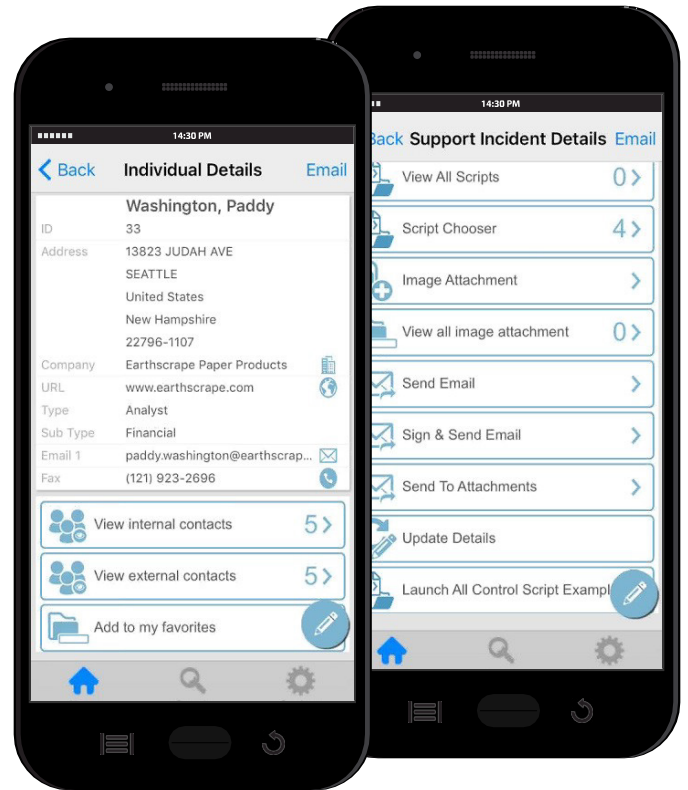 14:30 PM
Back Individual Details Email
Washington, Paddy
ID 33
Address 13823 JUDAH AVE
SEATTLE
United States
New Hampshire
22796-1107
Company Earthscrape Paper Products
URL www.earthscrape.com
Type Analyst
Sub Type Financial
Email 1 paddy.washington@earthscrap...
Fax (121) 923-2696
View internal contacts 5
View external contacts 5
Add to my favorites
14:30 PM
Back Support Incident Details Email
View All Scripts 0
Script Chooser 4
Image Attachment
View all image attachment 0
Send Email
Sign & Send Email
Send To Attachments
Update Details
Launch All Control Script Exampl